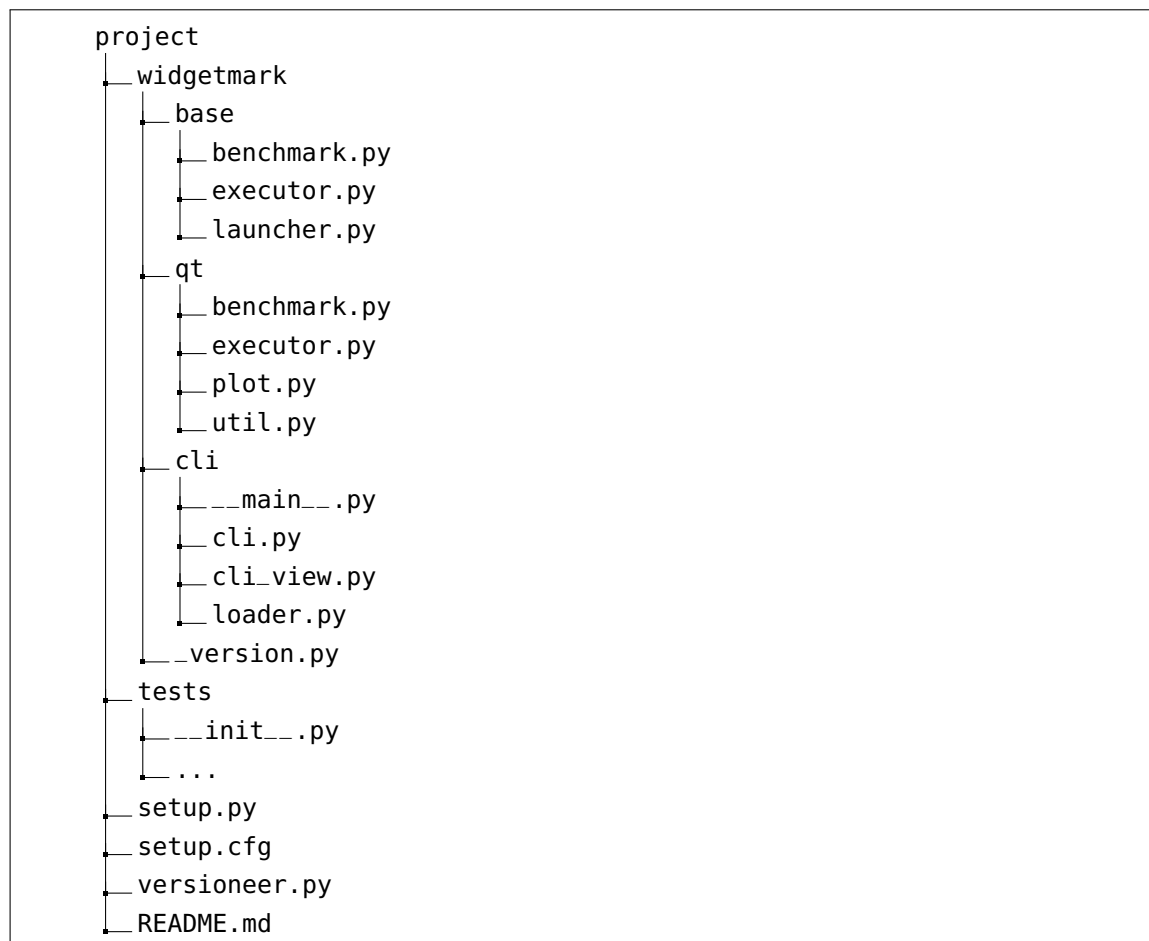 project
widgetmark
base
benchmark.py
executor.py
launcher.py
qt
benchmark.py
executor.py
plot.py
util.py
cli
__main__.py
cli.py
cli_view.py
loader.py
_version.py
tests
__init__.py
...
setup.py
setup.cfg
versioneer.py
README.md